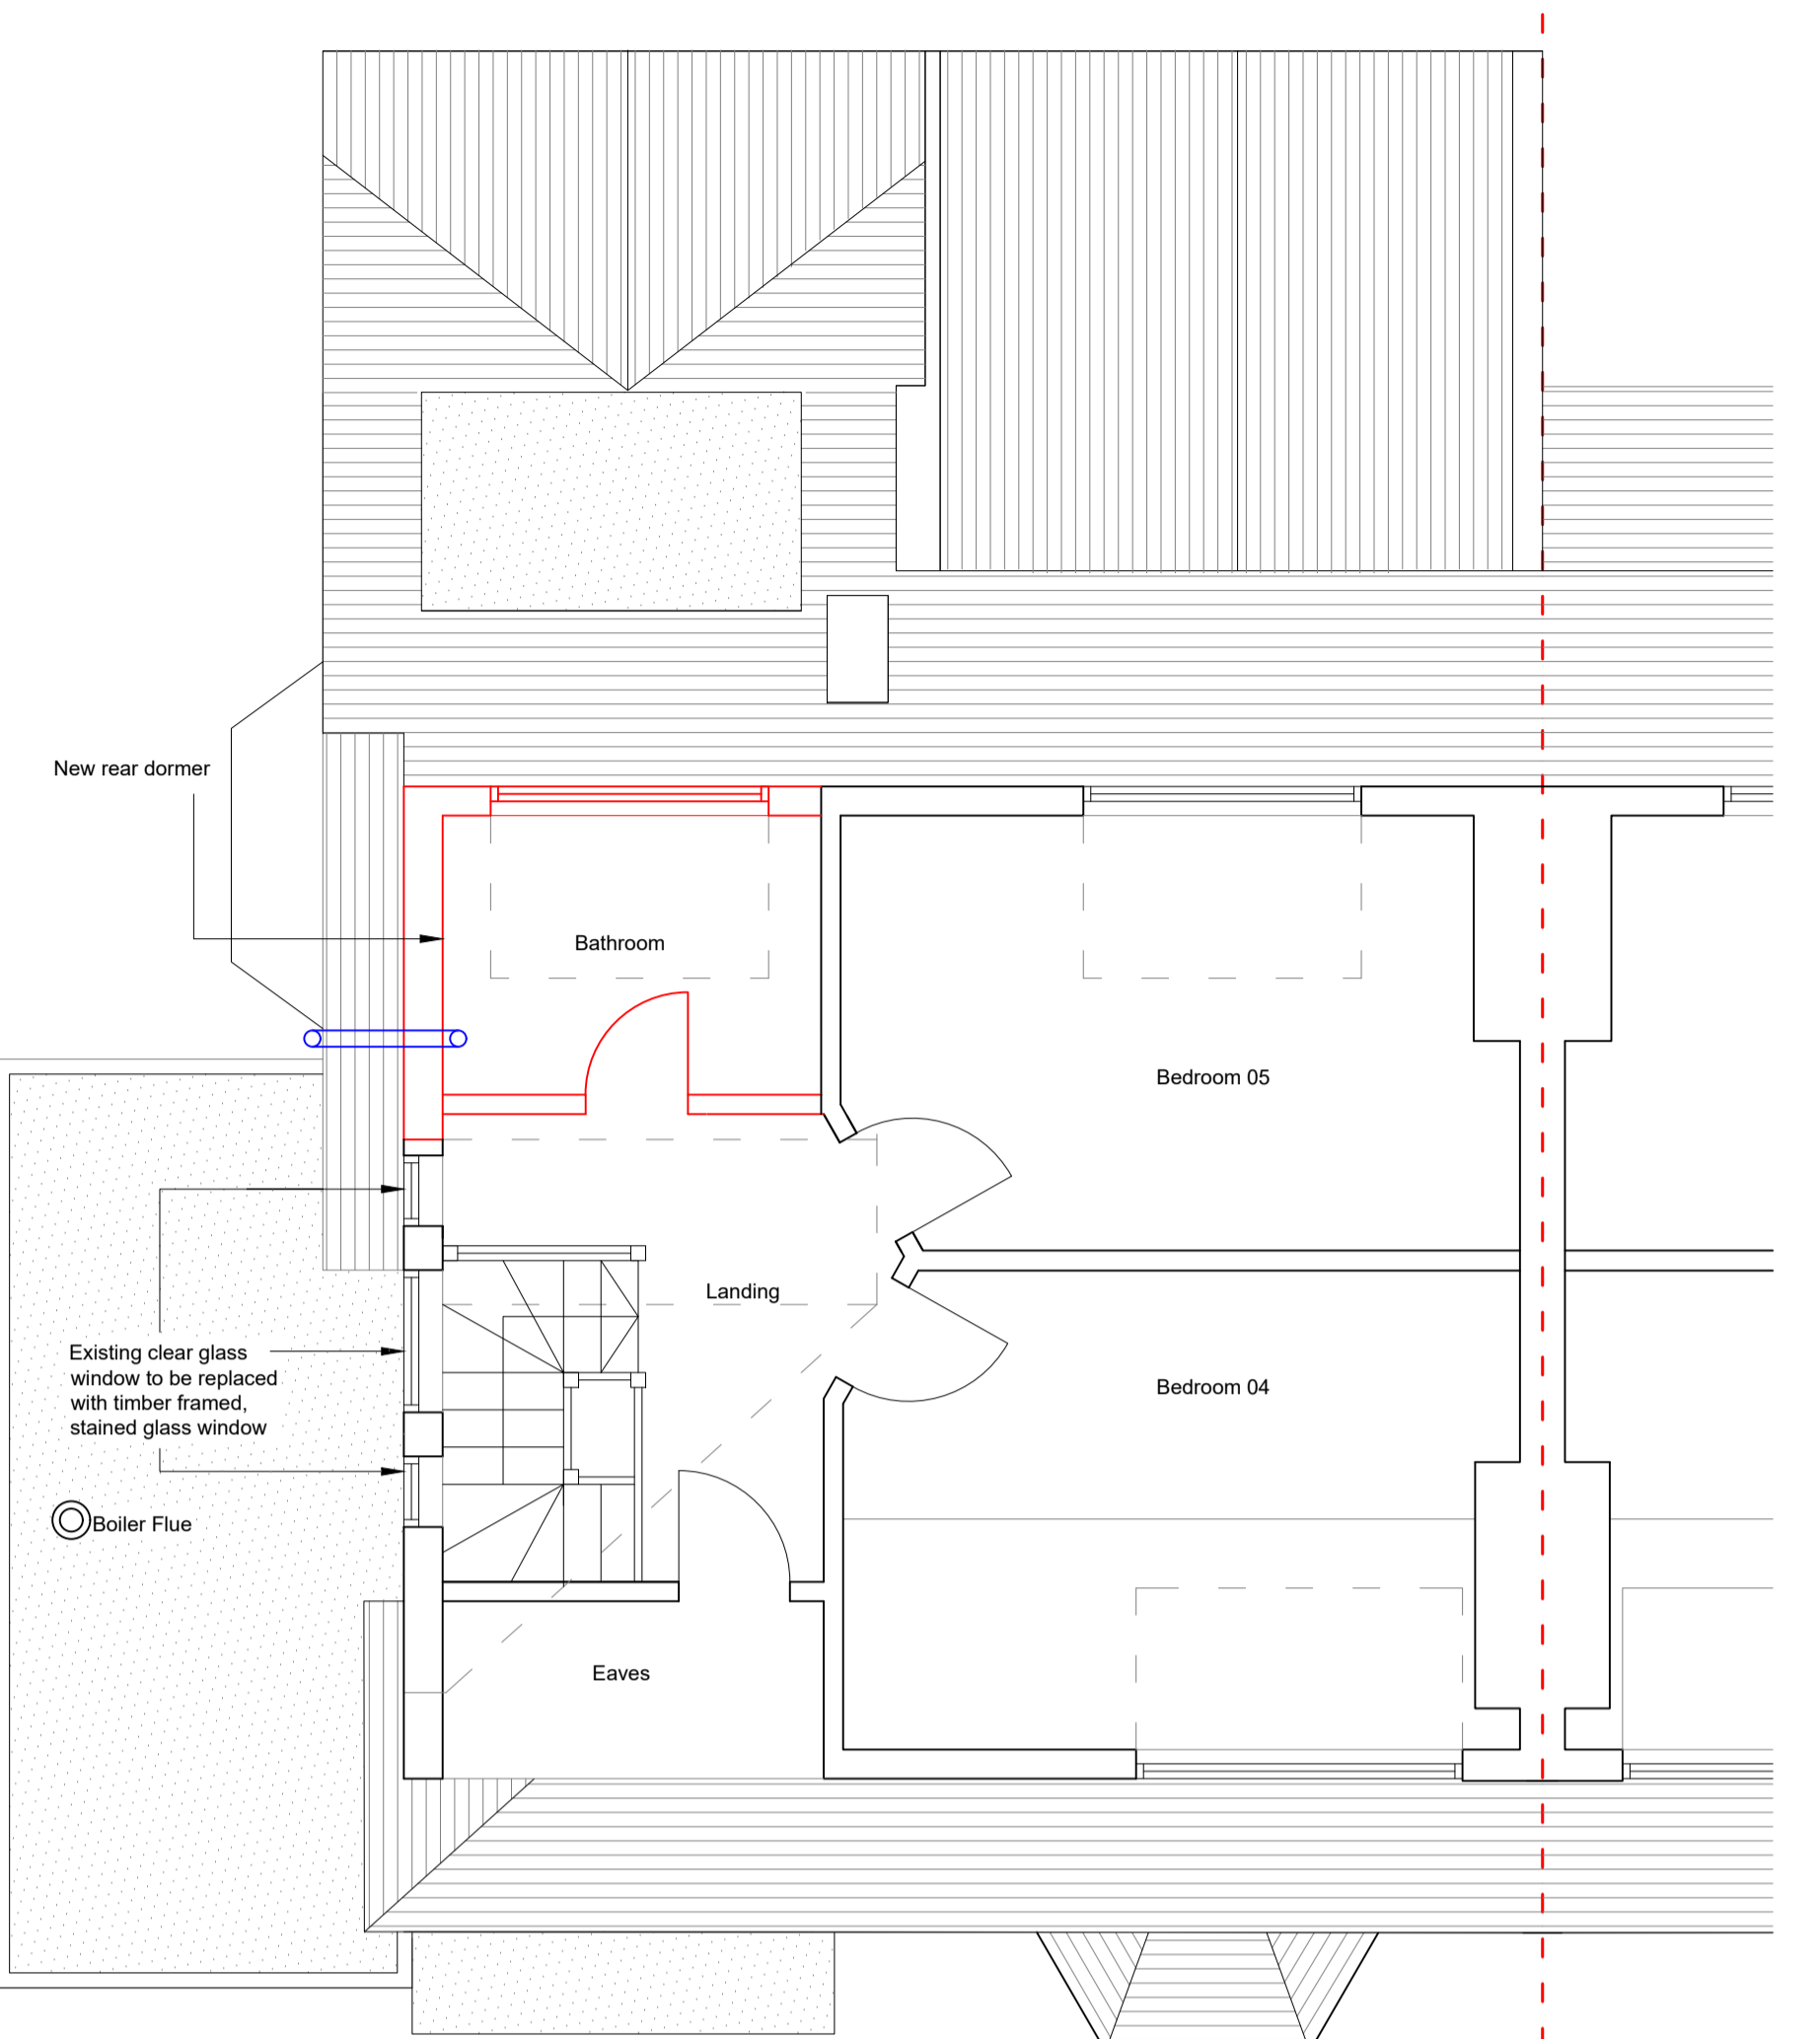 New rear dormer
Bathroom
Bedroom 05
Landing
Existing clear glass
window to be replaced
with timber framed,
stained glass window
Bedroom 04
Boiler Flue
Eaves